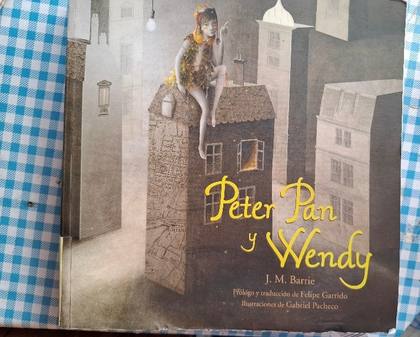 Peter Pan
y Wendy
J. M. Barrie
Prólogo y traducción de Felipe Garrido
Ilustraciones de Gabriel Pacheco